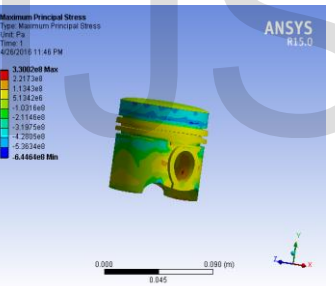 Maximum Principal Stress
Type: Maximum Principal Stress
Unit: Pa
Time: 1
4/26/2016 11:46 PM
3.3002e8 Max
2.2173e8
1.1343e8
5.1342e6
-1.0316e8
-2.1146e8
-3.1975e8
-4.2805e8
-5.3634e8
-6.4464e8 Min
ANSYS
R15.0
0.000
0.090 (m)
0.045
Y
Z
X